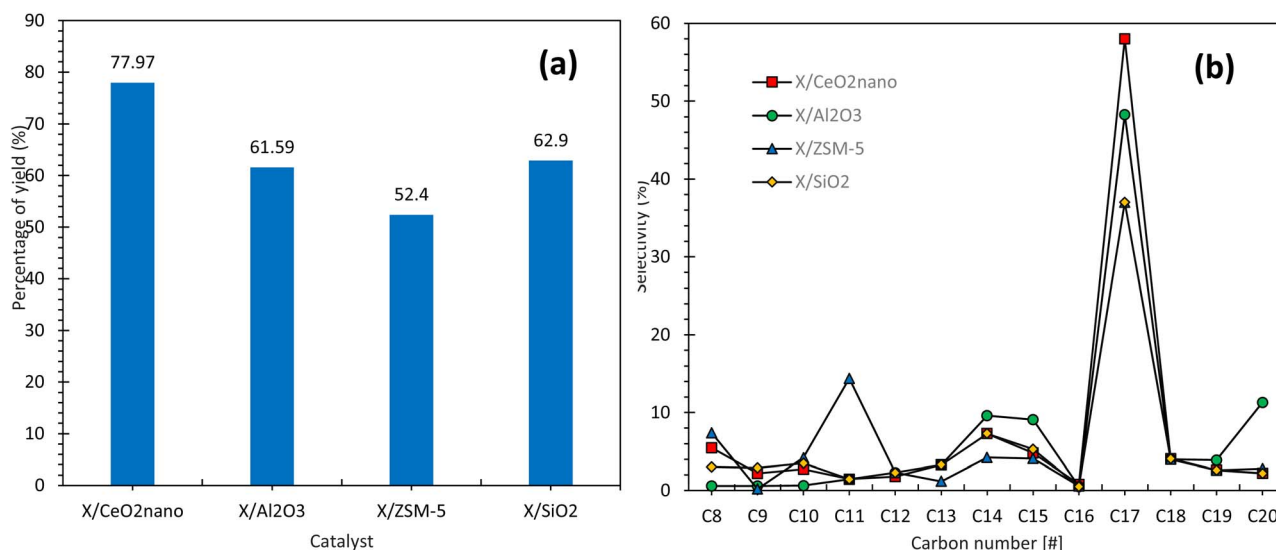 (a)
Percentage of yield (%)
90
80
70
60
50
40
30
20
10
0
77.97
61.59
52.4
62.9
X/CeO2nano
X/Al2O3
X/ZSM-5
X/SiO2
Catalyst
(b)
Selectivity (%)
60
50
40
30
20
10
0
X/CeO2nano
X/Al2O3
X/ZSM-5
X/SiO2
C8 C9 C10 C11 C12 C13 C14 C15 C16 C17 C18 C19 C20
Carbon number [#]